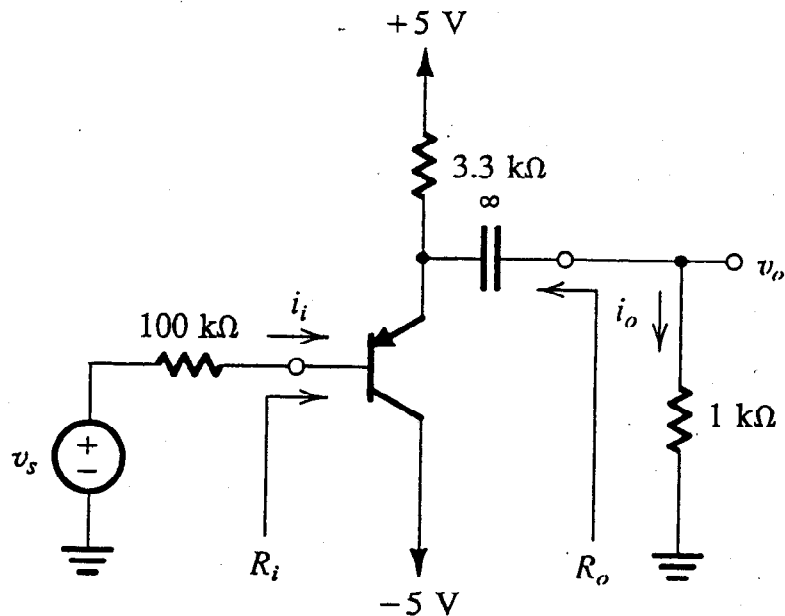 +5 V
3.3 kΩ
∞
v_o
i_o
i_i
100 kΩ
1 kΩ
+
−
v_s
R_i
R_o
−5 V